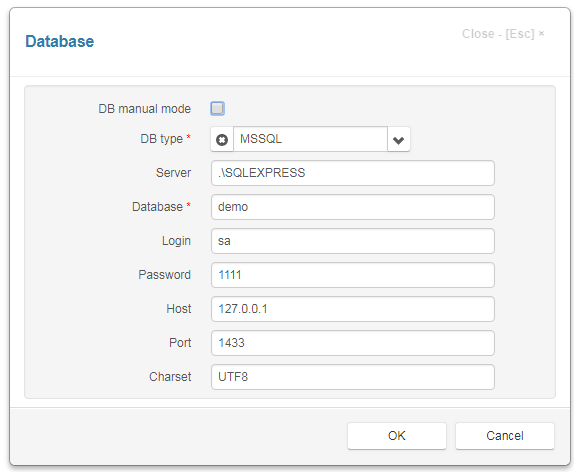 Database
Close - [Esc] ×
DB manual mode
DB type * MSSQL
Server .\SQLEXPRESS
Database * demo
Login sa
Password 1111
Host 127.0.0.1
Port 1433
Charset UTF8
OK Cancel